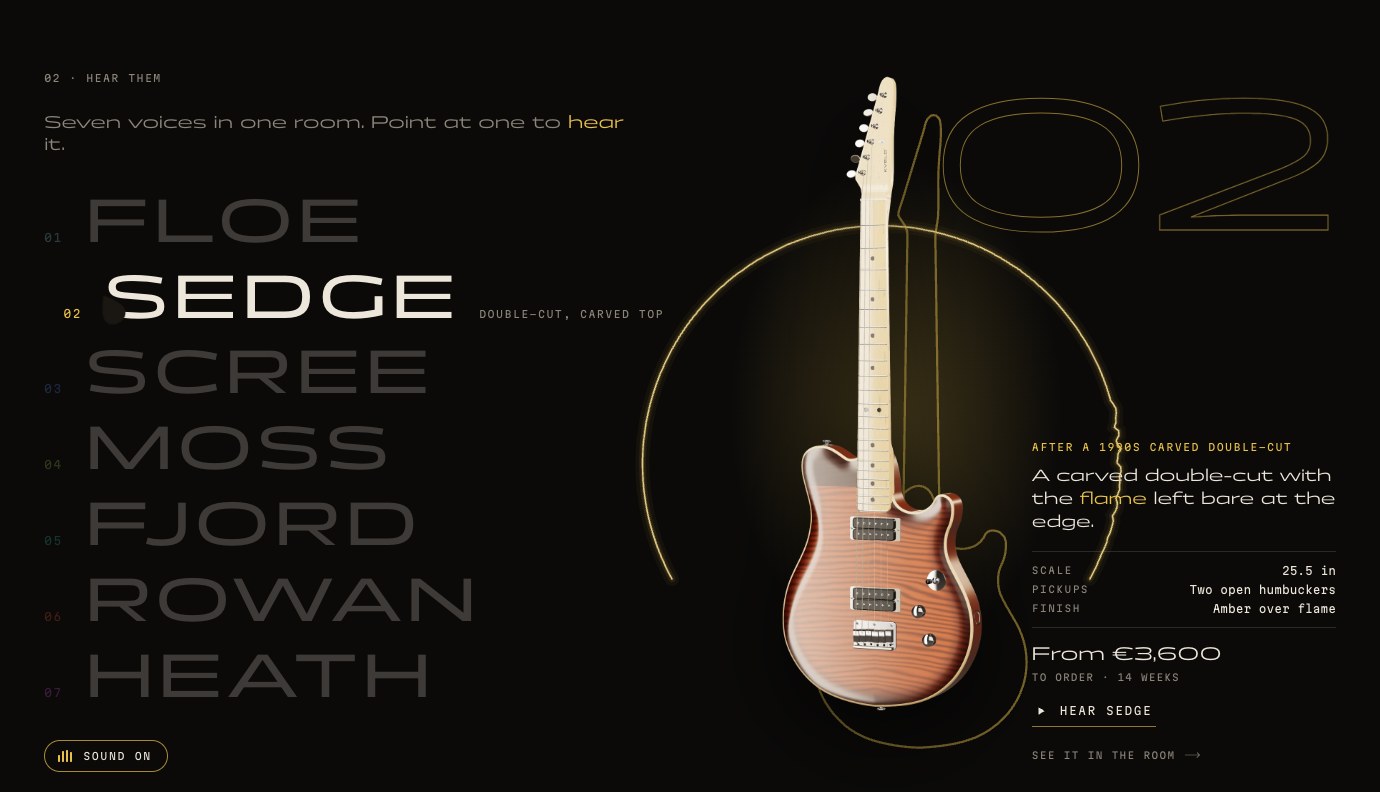 02 · HEAR THEM
Seven voices in one room. Point at one to hear
it.
02
01 FLOE
02 SEDGE DOUBLE-CUT, CARVED TOP
03 SCREE
04 MOSS
05 FJORD
06 ROWAN
07 HEATH
AFTER A 1990S CARVED DOUBLE-CUT
A carved double-cut with
the flame left bare at the
edge.
SCALE 25.5 in
PICKUPS Two open humbuckers
FINISH Amber over flame
From €3,600
TO ORDER · 14 WEEKS
HEAR SEDGE
SEE IT IN THE ROOM →
SOUND ON